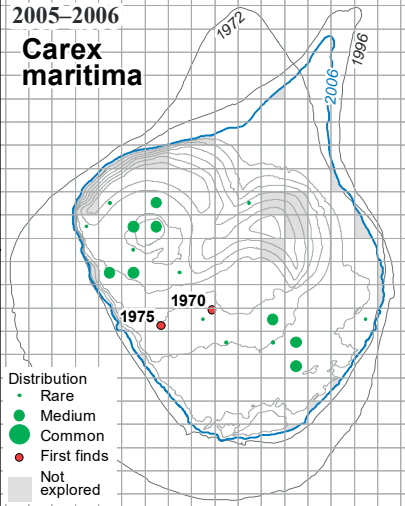 2005–2006
Carex
maritima
1972
1996
2006
1970
1975
Distribution
Rare
Medium
Common
First finds
Not
explored